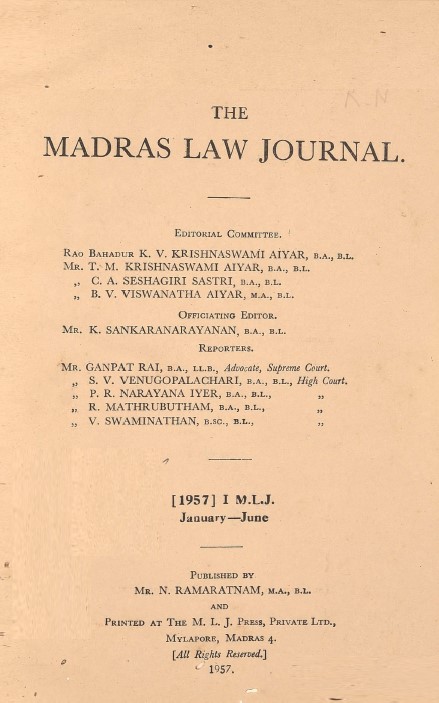 K.N
THE
MADRAS LAW JOURNAL.
EDITORIAL COMMITTEE.
RAO BAHADUR K. V. KRISHNASWAMI AIYAR, B.A., B.L.
MR. T. M. KRISHNASWAMI AIYAR, B.A., B.L.
„ C. A. SESHAGIRI SASTRI, B.A., B.L.
„ B. V. VISWANATHA AIYAR, M.A., B.L.
OFFICIATING EDITOR.
MR. K. SANKARANARAYANAN, B.A., B.L.
REPORTERS.
MR. GANPAT RAI, B.A., LL.B., Advocate, Supreme Court.
„ S. V. VENUGOPALACHARI, B.A., B.L., High Court.
„ P. R. NARAYANA IYER, B.A., B.L., „
„ R. MATHRUBUTHAM, B.A., B.L., „
„ V. SWAMINATHAN, B.SC., B.L., „
[1957] I M.L.J.
January—June
PUBLISHED BY
MR. N. RAMARATNAM, M.A., B.L.
AND
PRINTED AT THE M. L. J. PRESS, PRIVATE LTD.,
MYLAPORE, MADRAS 4.
[All Rights Reserved.]
1957.